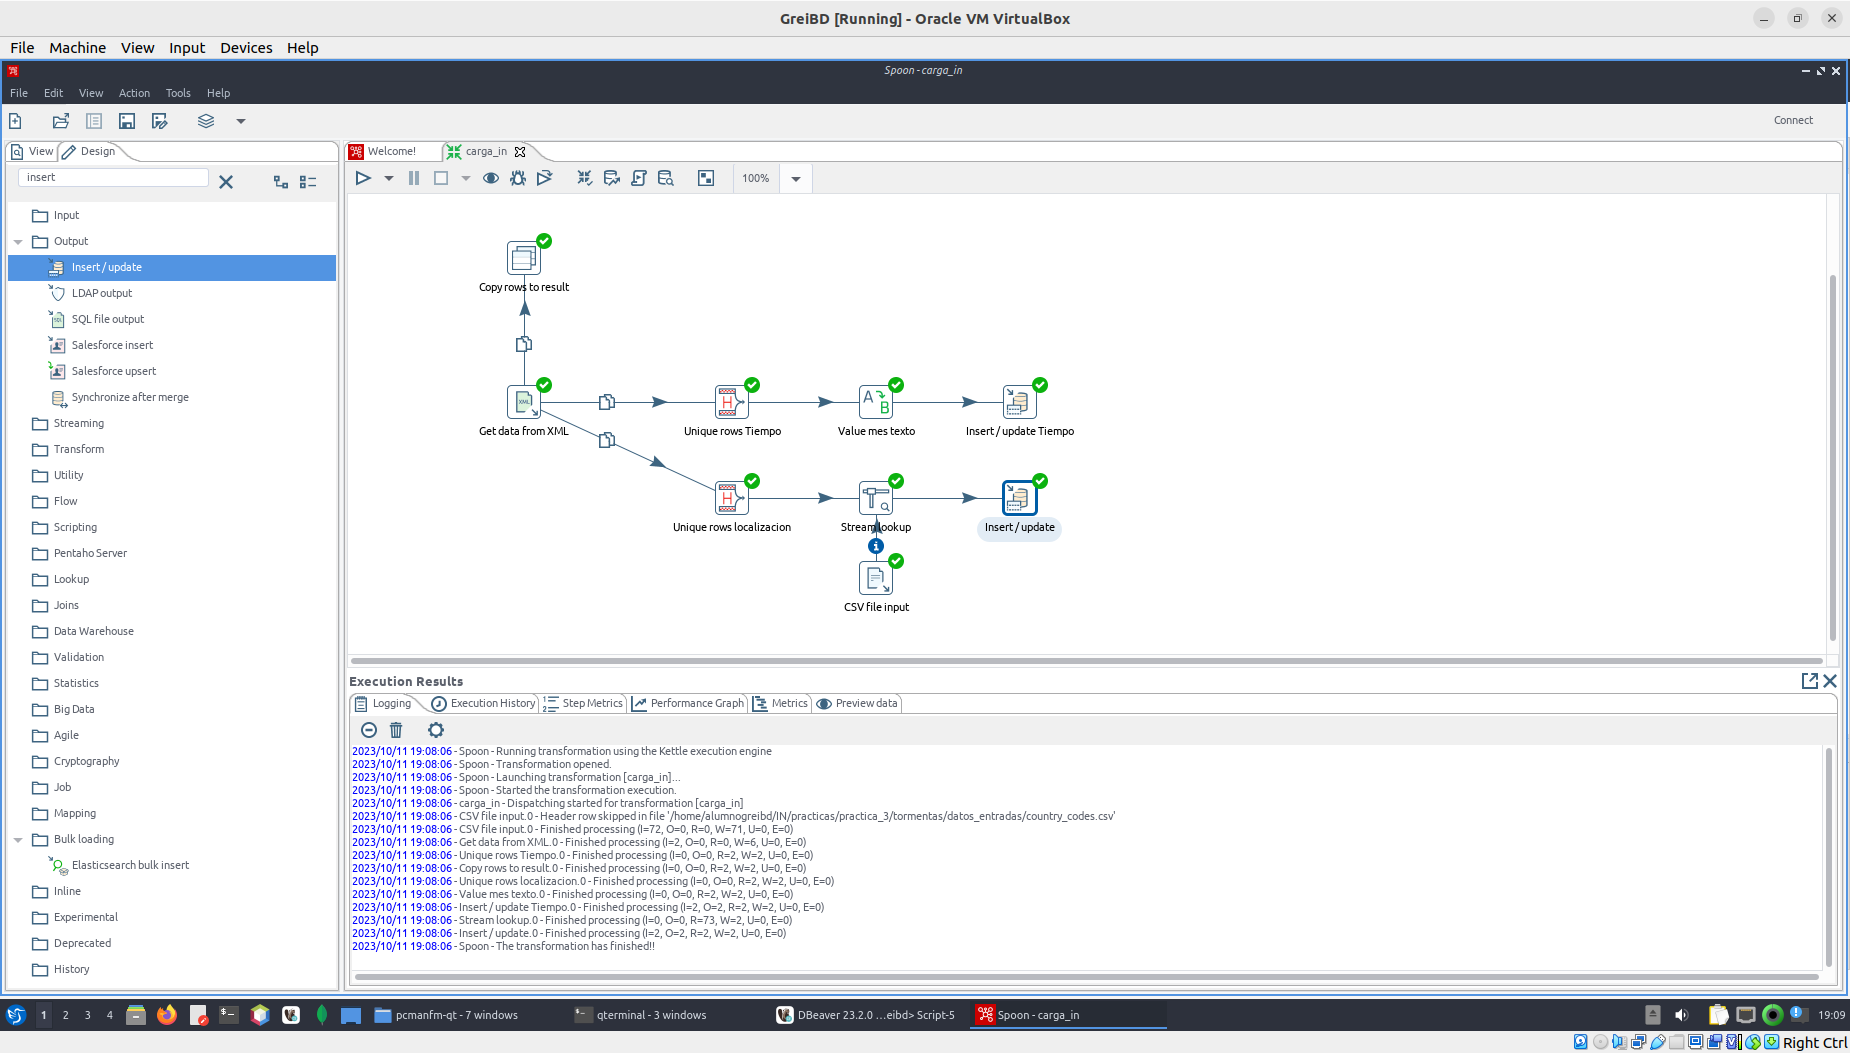 GreiBD [Running] - Oracle VM VirtualBox
File Machine View Input Devices Help
Spoon - carga_in
File Edit View Action Tools Help
Connect
View Design
insert
Input
Output
Insert / update
LDAP output
SQL file output
Salesforce insert
Salesforce upsert
Synchronize after merge
Streaming
Transform
Utility
Flow
Scripting
Pentaho Server
Lookup
Joins
Data Warehouse
Validation
Statistics
Big Data
Agile
Cryptography
Job
Mapping
Bulk loading
Elasticsearch bulk insert
Inline
Experimental
Deprecated
History
Welcome! carga_in
100%
Copy rows to result
Get data from XML
Unique rows Tiempo
Value mes texto
Insert / update Tiempo
Unique rows localizacion
Stream lookup
Insert / update
CSV file input
Execution Results
Logging Execution History Step Metrics Performance Graph Metrics Preview data
2023/10/11 19:08:06 - Spoon - Running transformation using the Kettle execution engine
2023/10/11 19:08:06 - Spoon - Transformation opened.
2023/10/11 19:08:06 - Spoon - Launching transformation [carga_in]...
2023/10/11 19:08:06 - Spoon - Started the transformation execution.
2023/10/11 19:08:06 - carga_in - Dispatching started for transformation [carga_in]
2023/10/11 19:08:06 - CSV file input.0 - Header row skipped in file '/home/alumnogreibd/IN/practicas/practica_3/tormentas/datos_entradas/country_codes.csv'
2023/10/11 19:08:06 - CSV file input.0 - Finished processing (I=72, O=0, R=0, W=71, U=0, E=0)
2023/10/11 19:08:06 - Get data from XML.0 - Finished processing (I=2, O=0, R=0, W=6, U=0, E=0)
2023/10/11 19:08:06 - Unique rows Tiempo.0 - Finished processing (I=0, O=0, R=2, W=2, U=0, E=0)
2023/10/11 19:08:06 - Copy rows to result.0 - Finished processing (I=0, O=0, R=2, W=2, U=0, E=0)
2023/10/11 19:08:06 - Unique rows localizacion.0 - Finished processing (I=0, O=0, R=2, W=2, U=0, E=0)
2023/10/11 19:08:06 - Value mes texto.0 - Finished processing (I=0, O=0, R=2, W=2, U=0, E=0)
2023/10/11 19:08:06 - Insert / update Tiempo.0 - Finished processing (I=2, O=2, R=2, W=2, U=0, E=0)
2023/10/11 19:08:06 - Stream lookup.0 - Finished processing (I=0, O=0, R=73, W=2, U=0, E=0)
2023/10/11 19:08:06 - Insert / update.0 - Finished processing (I=2, O=2, R=2, W=2, U=0, E=0)
2023/10/11 19:08:06 - Spoon - The transformation has finished!!
1 2 3 4 pcmanfm-qt - 7 windows qterminal - 3 windows DBeaver 23.2.0 ...eibd> Script-5 Spoon - carga_in 19:09
Right Ctrl